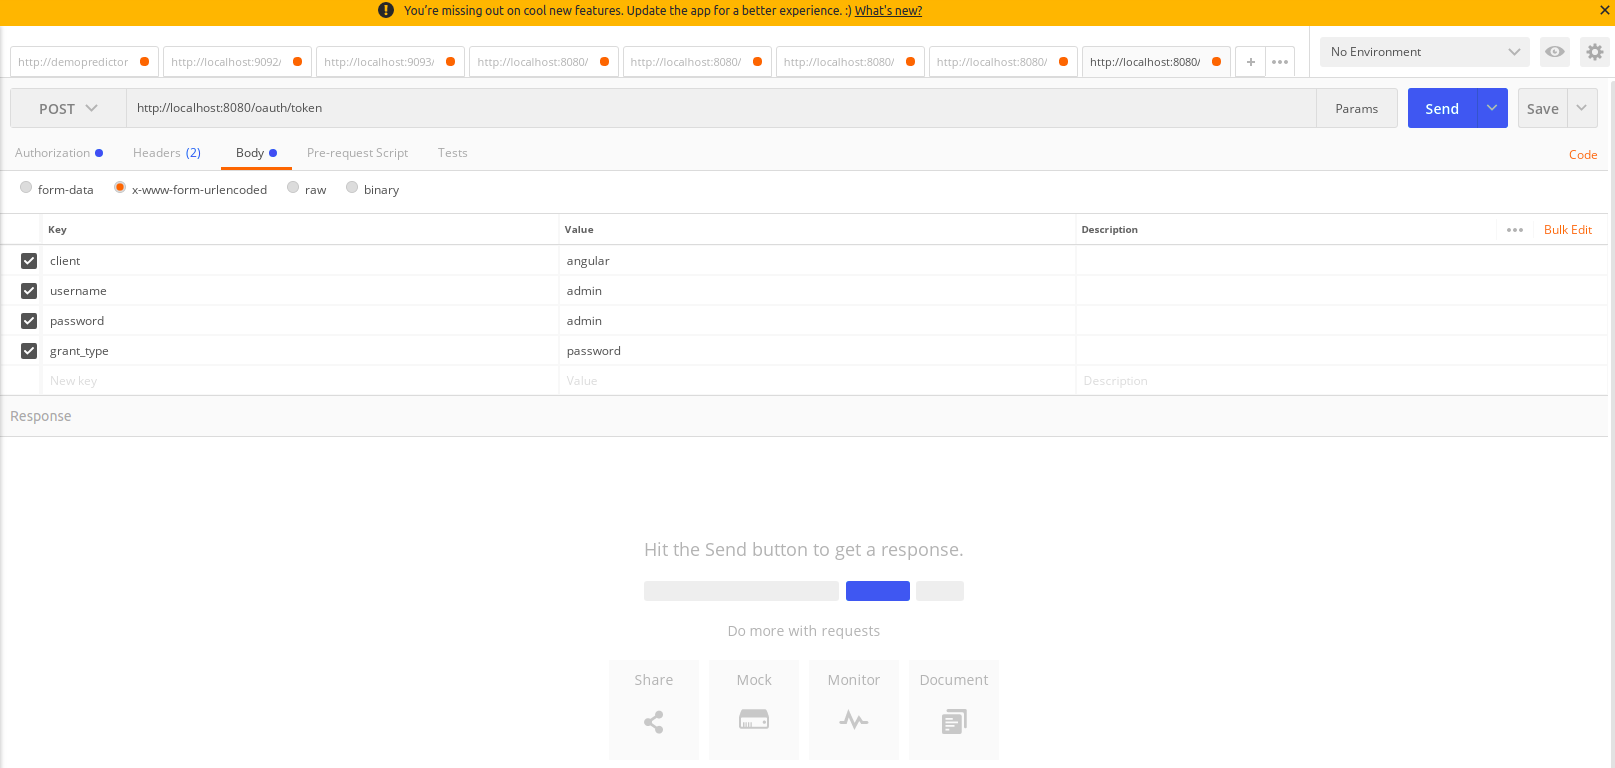 You're missing out on cool new features. Update the app for a better experience. :) What's new?
http://demopredictor http://localhost:9092/ http://localhost:9093/ http://localhost:8080/ http://localhost:8080/ http://localhost:8080/ http://localhost:8080/ http://localhost:8080/ + No Environment
POST http://localhost:8080/oauth/token Params Send Save
Authorization Headers (2) Body Pre-request Script Tests Code
form-data x-www-form-urlencoded raw binary
Key Value Description Bulk Edit
client angular
username admin
password admin
grant_type password
New key Value Description
Response
Hit the Send button to get a response.
Do more with requests
Share Mock Monitor Document